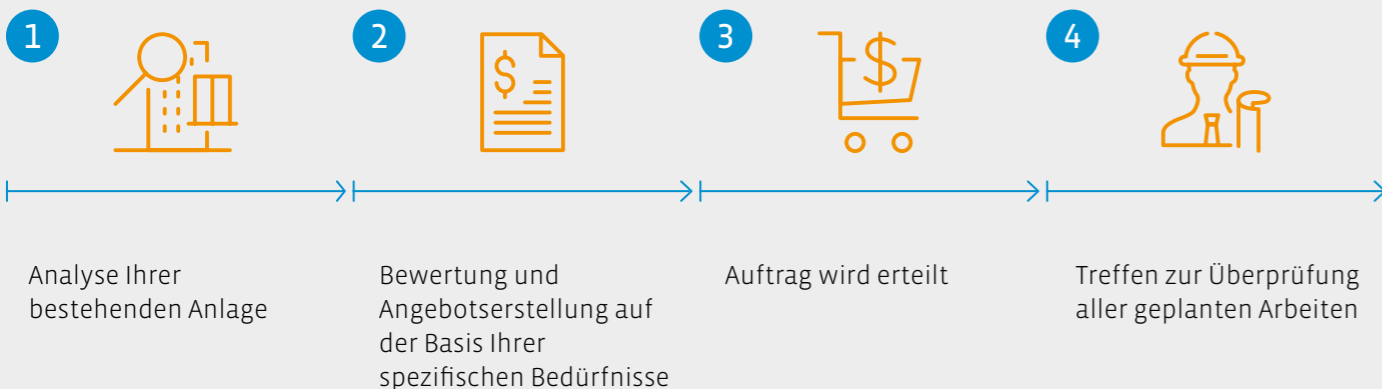 1
2
3
4
$
$
Analyse Ihrer
bestehenden Anlage
Bewertung und
Angebotserstellung auf
der Basis Ihrer
spezifischen Bedürfnisse
Auftrag wird erteilt
Treffen zur Überprüfung
aller geplanten Arbeiten